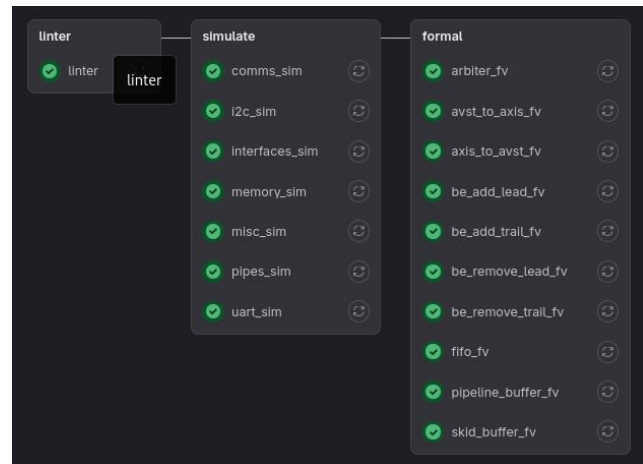 linter
linter
linter
simulate
comms_sim
i2c_sim
interfaces_sim
memory_sim
misc_sim
pipes_sim
uart_sim
formal
arbiter_fv
avst_to_axis_fv
axis_to_avst_fv
be_add_lead_fv
be_add_trail_fv
be_remove_lead_fv
be_remove_trail_fv
fifo_fv
pipeline_buffer_fv
skid_buffer_fv